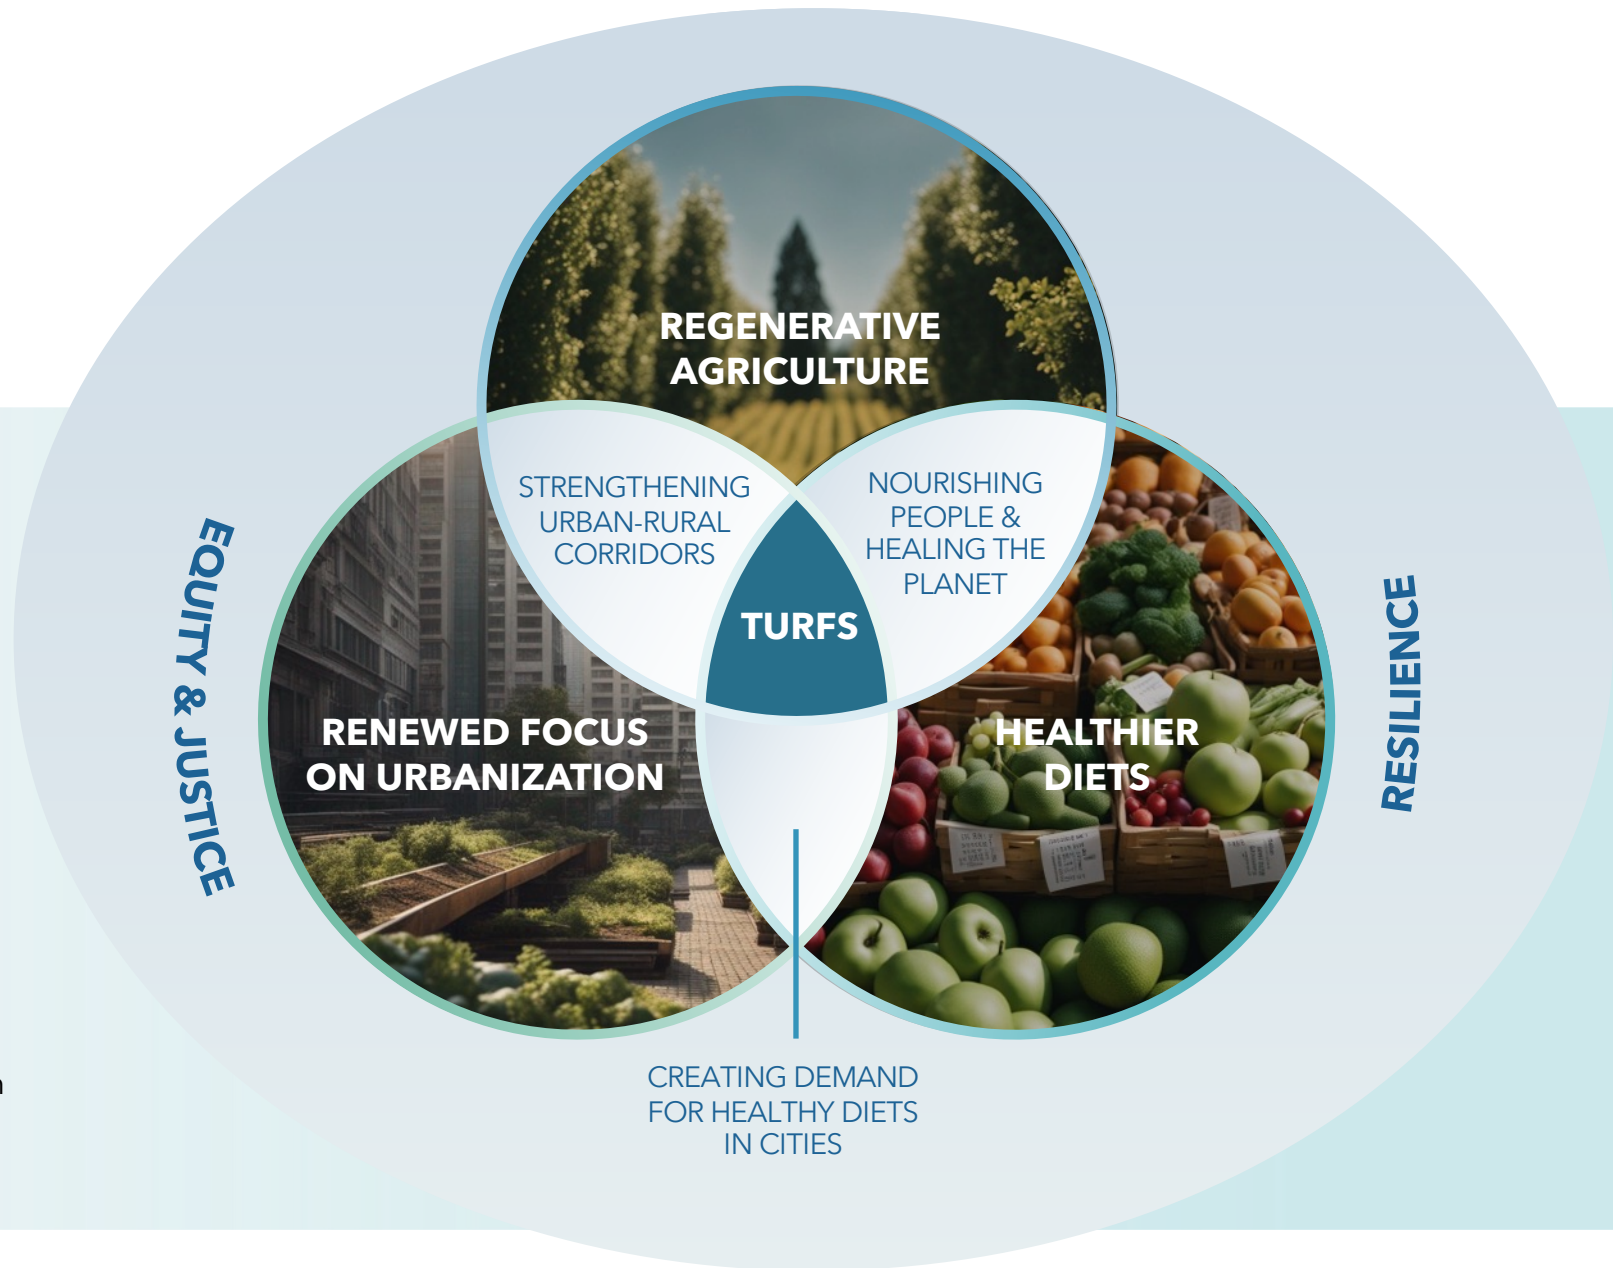 REGENERATIVE
AGRICULTURE
STRENGTHENING
URBAN-RURAL
CORRIDORS
NOURISHING
PEOPLE &
HEALING THE
PLANET
TURFS
EQUITY & JUSTICE
RESILIENCE
RENEWED FOCUS
ON URBANIZATION
HEALTHIER
DIETS
CREATING DEMAND
FOR HEALTHY DIETS
IN CITIES